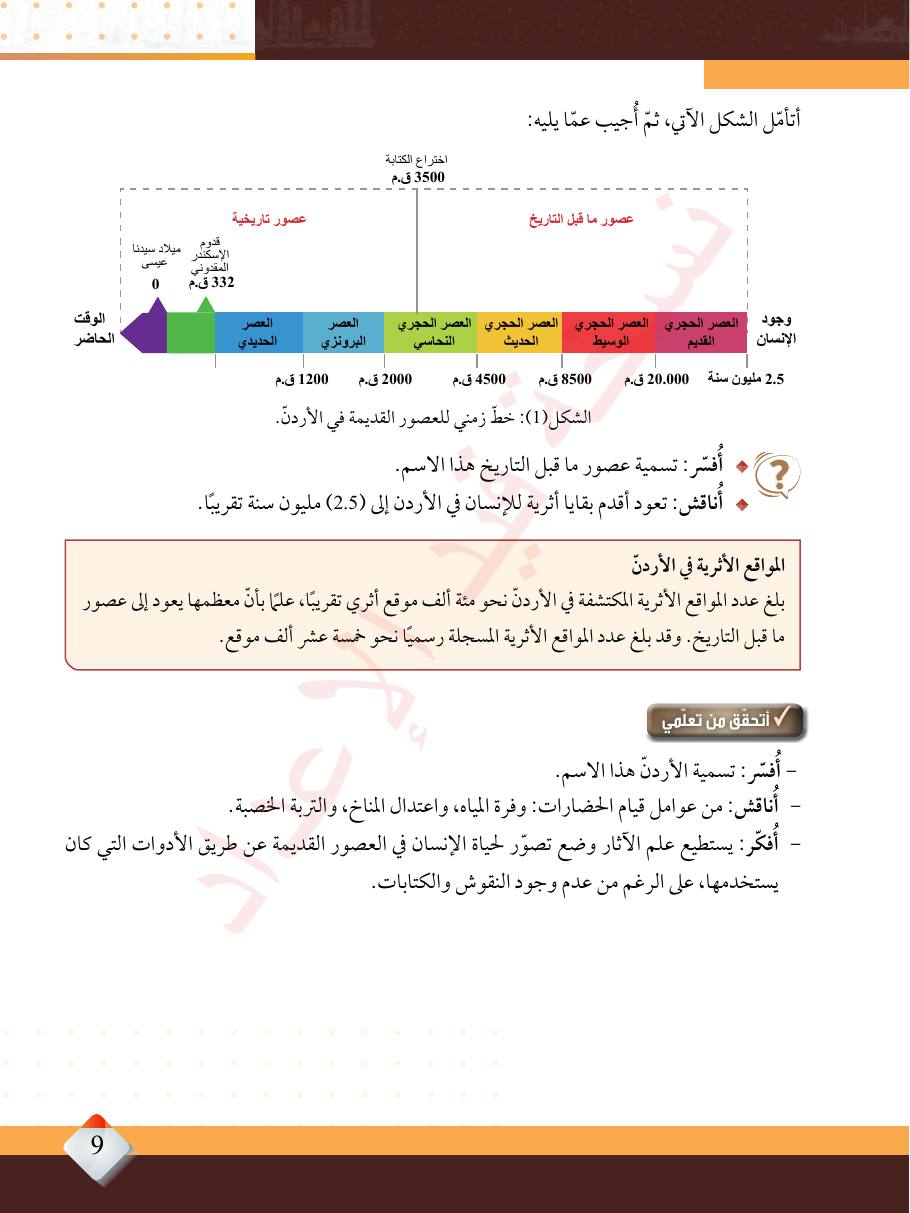 أتأمّل الشكل الآتي، ثمّ أُجيب عمّا يليه:
اختراع الكتابة
3500 ق.م
عصور ما قبل التاريخ
عصور تاريخية
قدوم
الإسكندر
المقدوني
332 ق.م
ميلاد سيدنا
عيسى
0
وجود
الإنسان
العصر الحجري
القديم
العصر الحجري
الوسيط
العصر الحجري
الحديث
العصر الحجري
النحاسي
العصر
البرونزي
العصر
الحديدي
الوقت
الحاضر
2.5 مليون سنة
20.000 ق.م
8500 ق.م
4500 ق.م
2000 ق.م
1200 ق.م
الشكل(1): خطّ زمني للعصور القديمة في الأردنّ.
أُفسّر: تسمية عصور ما قبل التاريخ هذا الاسم.
أُناقش: تعود أقدم بقايا أثرية للإنسان في الأردن إلى (2.5) مليون سنة تقريبًا.
المواقع الأثرية في الأردنّ
بلغ عدد المواقع الأثرية المكتشفة في الأردنّ نحو مئة ألف موقع أثري تقريبًا، علمًا بأنّ معظمها يعود إلى عصور
ما قبل التاريخ. وقد بلغ عدد المواقع الأثرية المسجلة رسميًا نحو خمسة عشر ألف موقع.
أتحقّق من تعلّمي
– أُفسّر: تسمية الأردنّ هذا الاسم.
– أُناقش: من عوامل قيام الحضارات: وفرة المياه، واعتدال المناخ، والتربة الخصبة.
– أُفكّر: يستطيع علم الآثار وضع تصوّر لحياة الإنسان في العصور القديمة عن طريق الأدوات التي كان
يستخدمها، على الرغم من عدم وجود النقوش والكتابات.
نسخة قيد الإعداد
9